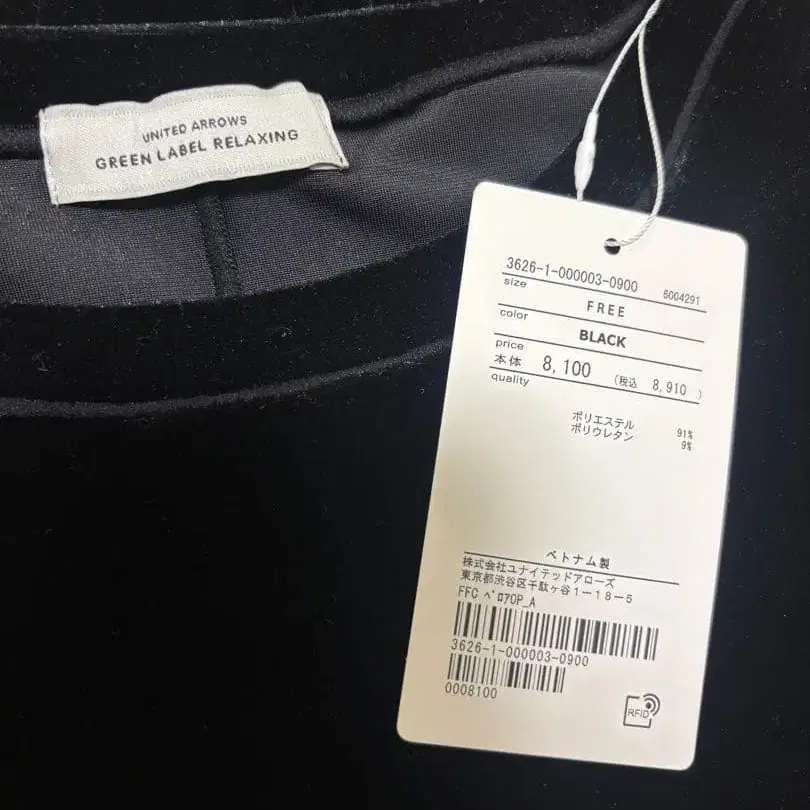 UNITED ARROWS
GREEN LABEL RELAXING
3626-1-000003-0900 6004291
size
FREE
color
BLACK
price
本体 8,100 (税込 8,910 )
quality
ポリエステル 91%
ポリウレタン 9%
ベトナム製
株式会社ユナイテッドアローズ
東京都渋谷区千駄ヶ谷1-18-5
FFC ベロアOP_A
3626-1-000003-0900
0008100
RFID